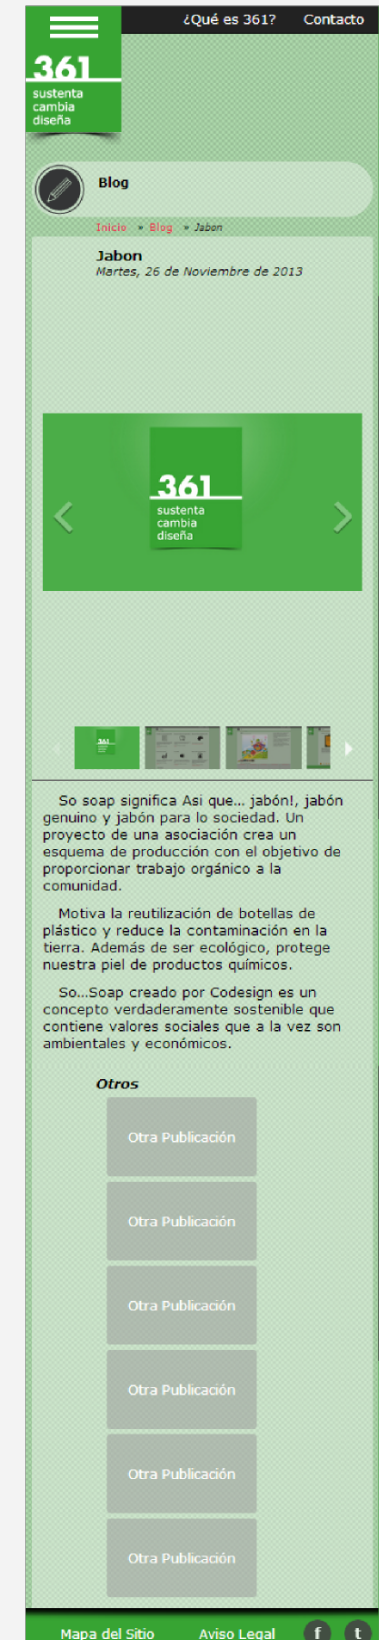 ¿Qué es 361? Contacto
361
sustenta
cambia
diseña
Blog
Inicio » Blog » Jabon
Jabon
Martes, 26 de Noviembre de 2013
361
sustenta
cambia
diseña
361
So soap significa Asi que... jabón!, jabón
genuino y jabón para lo sociedad. Un
proyecto de una asociación crea un
esquema de producción con el objetivo de
proporcionar trabajo orgánico a la
comunidad.
Motiva la reutilización de botellas de
plástico y reduce la contaminación en la
tierra. Además de ser ecológico, protege
nuestra piel de productos químicos.
So...Soap creado por Codesign es un
concepto verdaderamente sostenible que
contiene valores sociales que a la vez son
ambientales y económicos.
Otros
Otra Publicación
Otra Publicación
Otra Publicación
Otra Publicación
Otra Publicación
Otra Publicación
Mapa del Sitio Aviso Legal f t